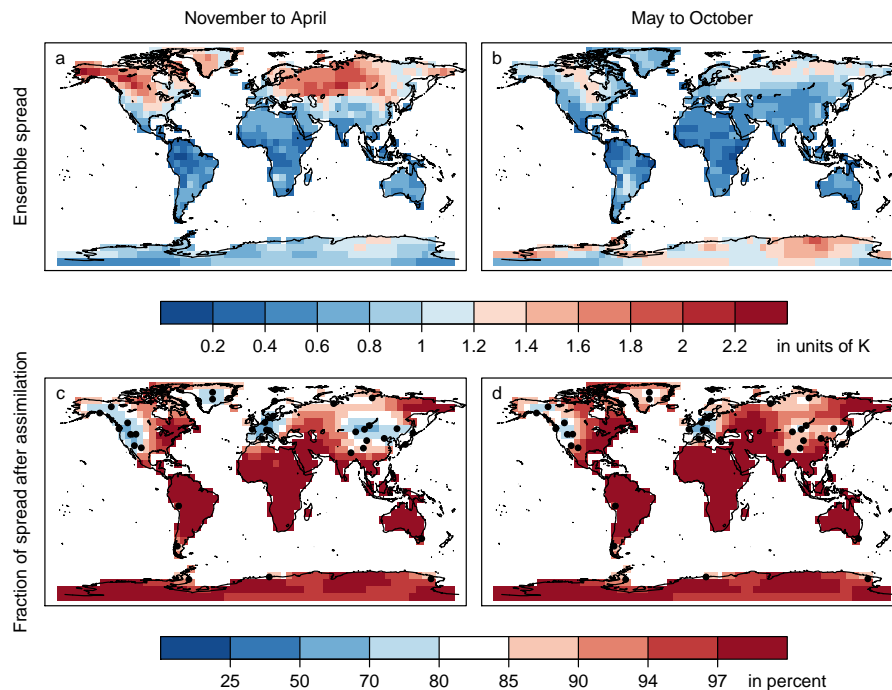 November to April
May to October
Ensemble spread
a
b
0.2 0.4 0.6 0.8 1 1.2 1.4 1.6 1.8 2 2.2 in units of K
Fraction of spread after assimilation
c
d
25 50 70 80 85 90 94 97 in percent